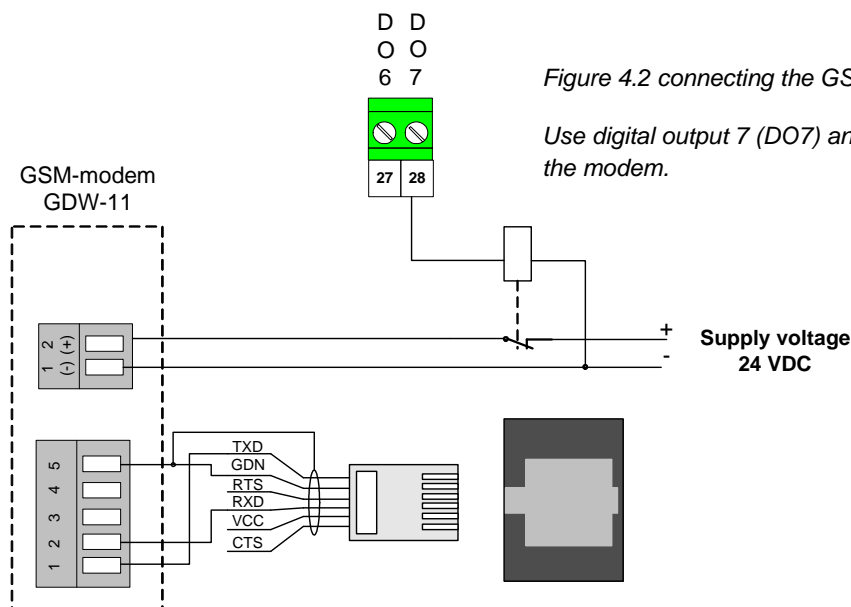 D D
O O
6 7
Figure 4.2 connecting the GS
Use digital output 7 (DO7) an
the modem.
27 28
GSM-modem
GDW-11
2 (+)
1 (-)
+
-
Supply voltage
24 VDC
5
4
3
2
1
TXD
GDN
RTS
RXD
VCC
CTS